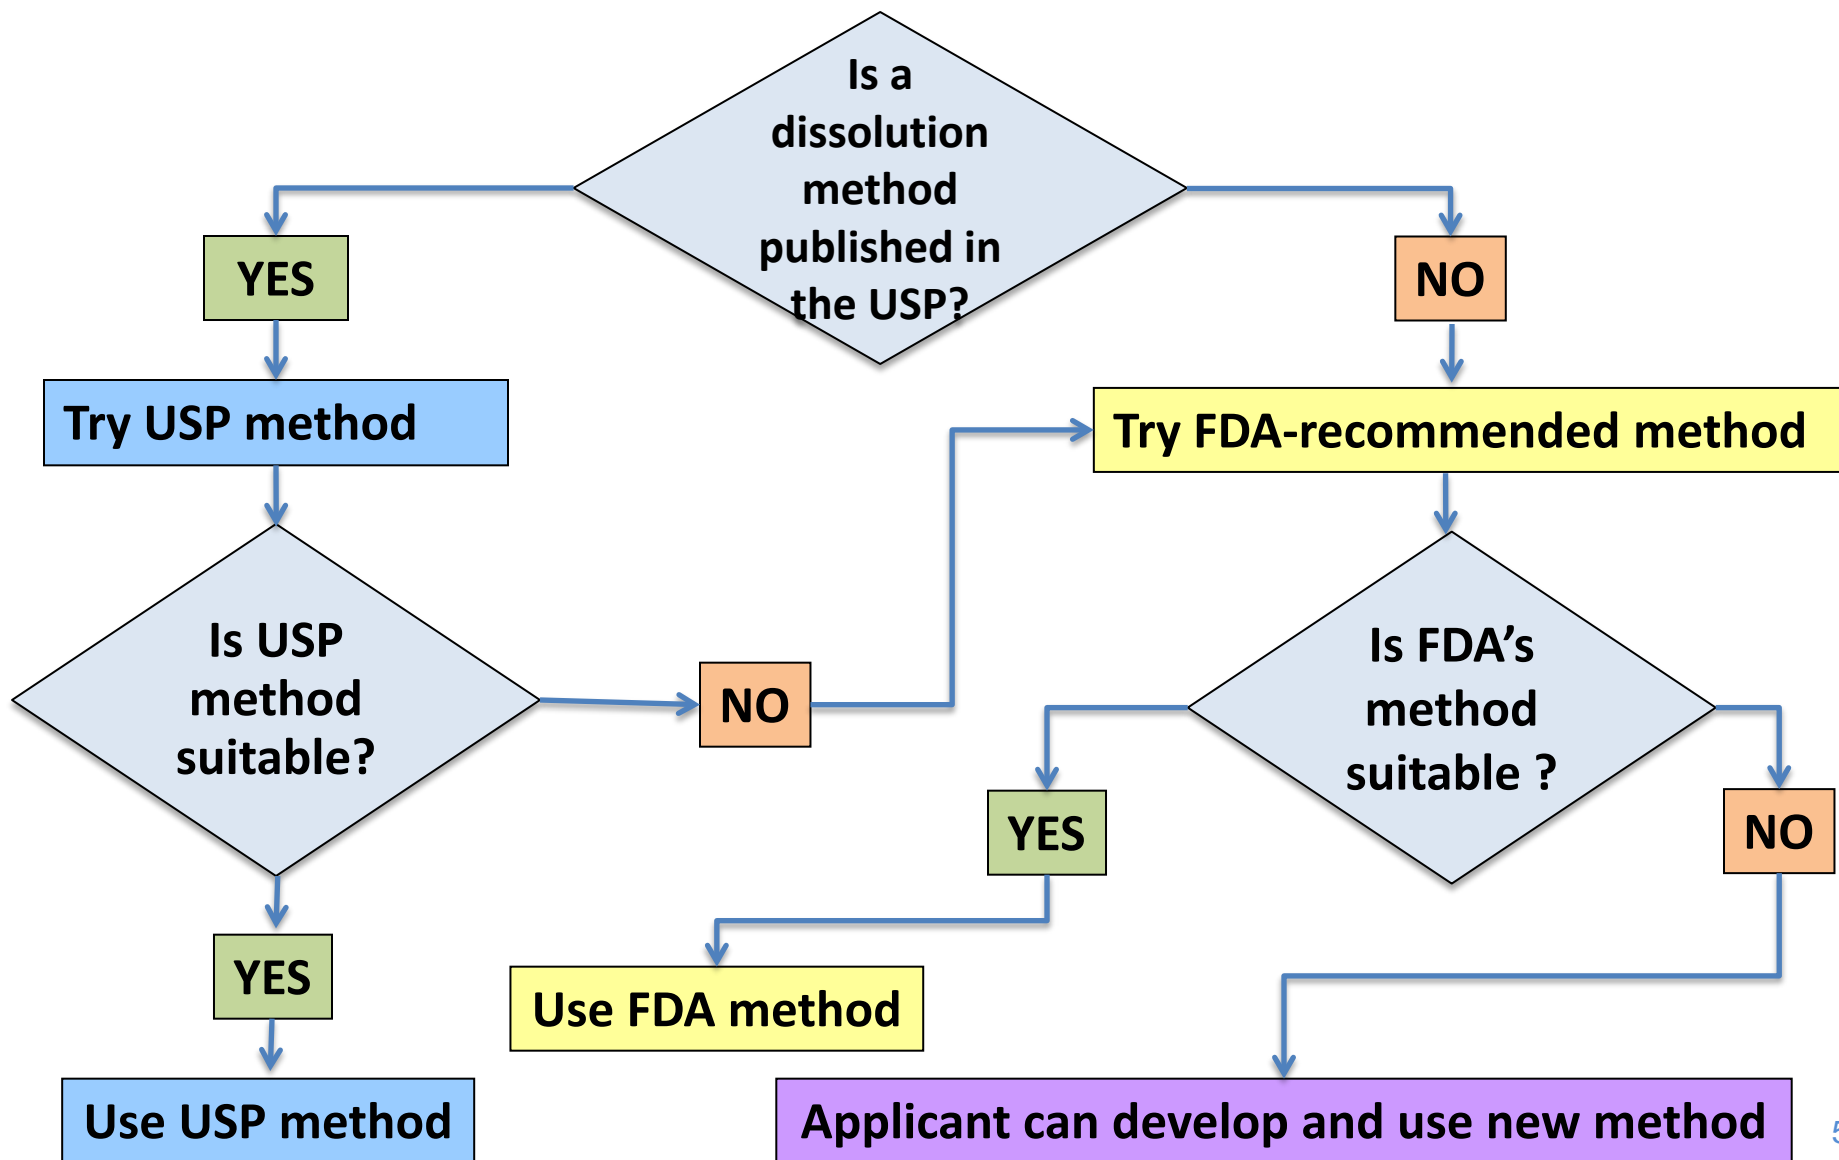 Is a
dissolution
method
published in
the USP?
YES
NO
Try USP method
Try FDA-recommended method
Is USP
method
suitable?
NO
Is FDA’s
method
suitable ?
YES
NO
YES
Use FDA method
Use USP method
Applicant can develop and use new method
5